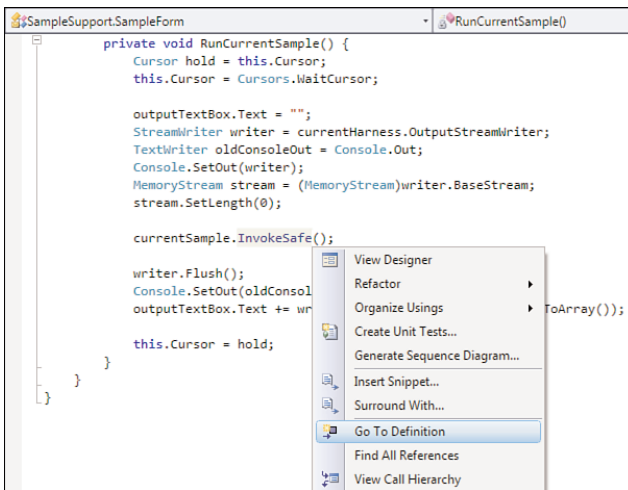 SampleSupport.SampleForm
RunCurrentSample()
private void RunCurrentSample() {
Cursor hold = this.Cursor;
this.Cursor = Cursors.WaitCursor;
outputTextBox.Text = "";
StreamWriter writer = currentHarness.OutputStreamWriter;
TextWriter oldConsoleOut = Console.Out;
Console.SetOut(writer);
MemoryStream stream = (MemoryStream)writer.BaseStream;
stream.SetLength(0);
currentSample.InvokeSafe();
writer.Flush();
Console.SetOut(oldConsol
outputTextBox.Text += wr
ToArray());
this.Cursor = hold;
}
}
}
View Designer
Refactor
Organize Usings
Create Unit Tests...
Generate Sequence Diagram...
Insert Snippet...
Surround With...
Go To Definition
Find All References
View Call Hierarchy